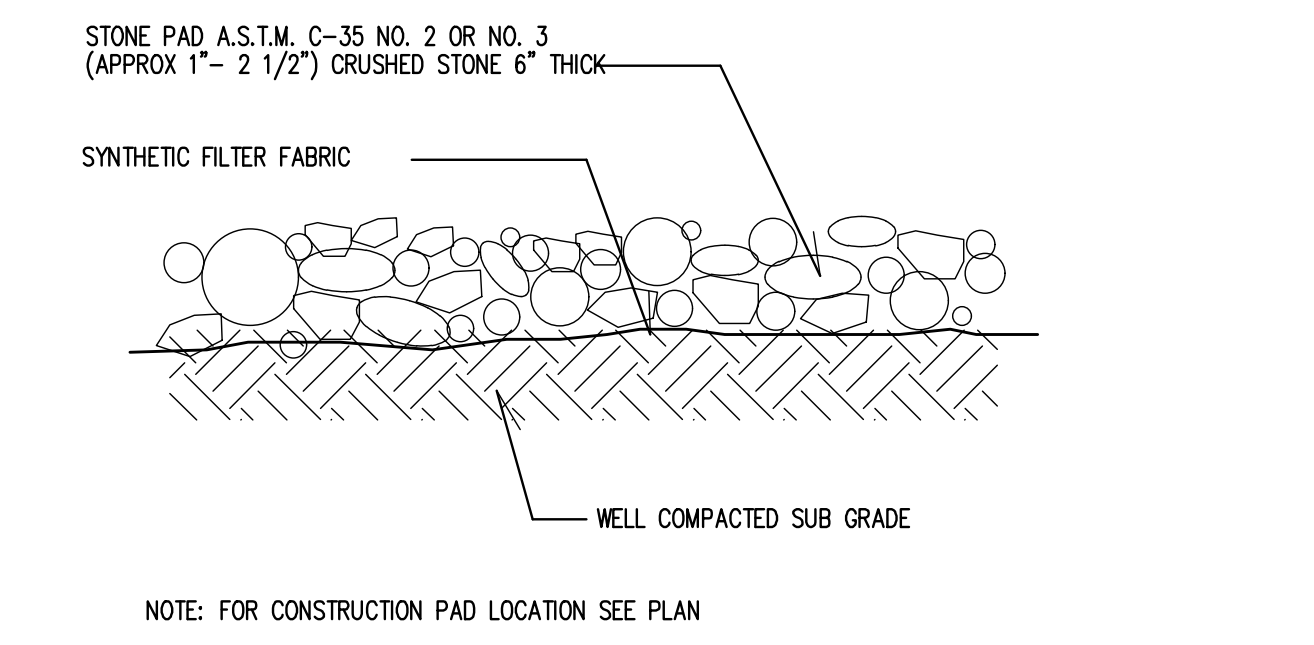 STONE PAD A.S.T.M. C-35 NO. 2 OR NO. 3
(APPROX 1"- 2 1/2") CRUSHED STONE 6" THICK
SYNTHETIC FILTER FABRIC
WELL COMPACTED SUB GRADE
NOTE: FOR CONSTRUCTION PAD LOCATION SEE PLAN